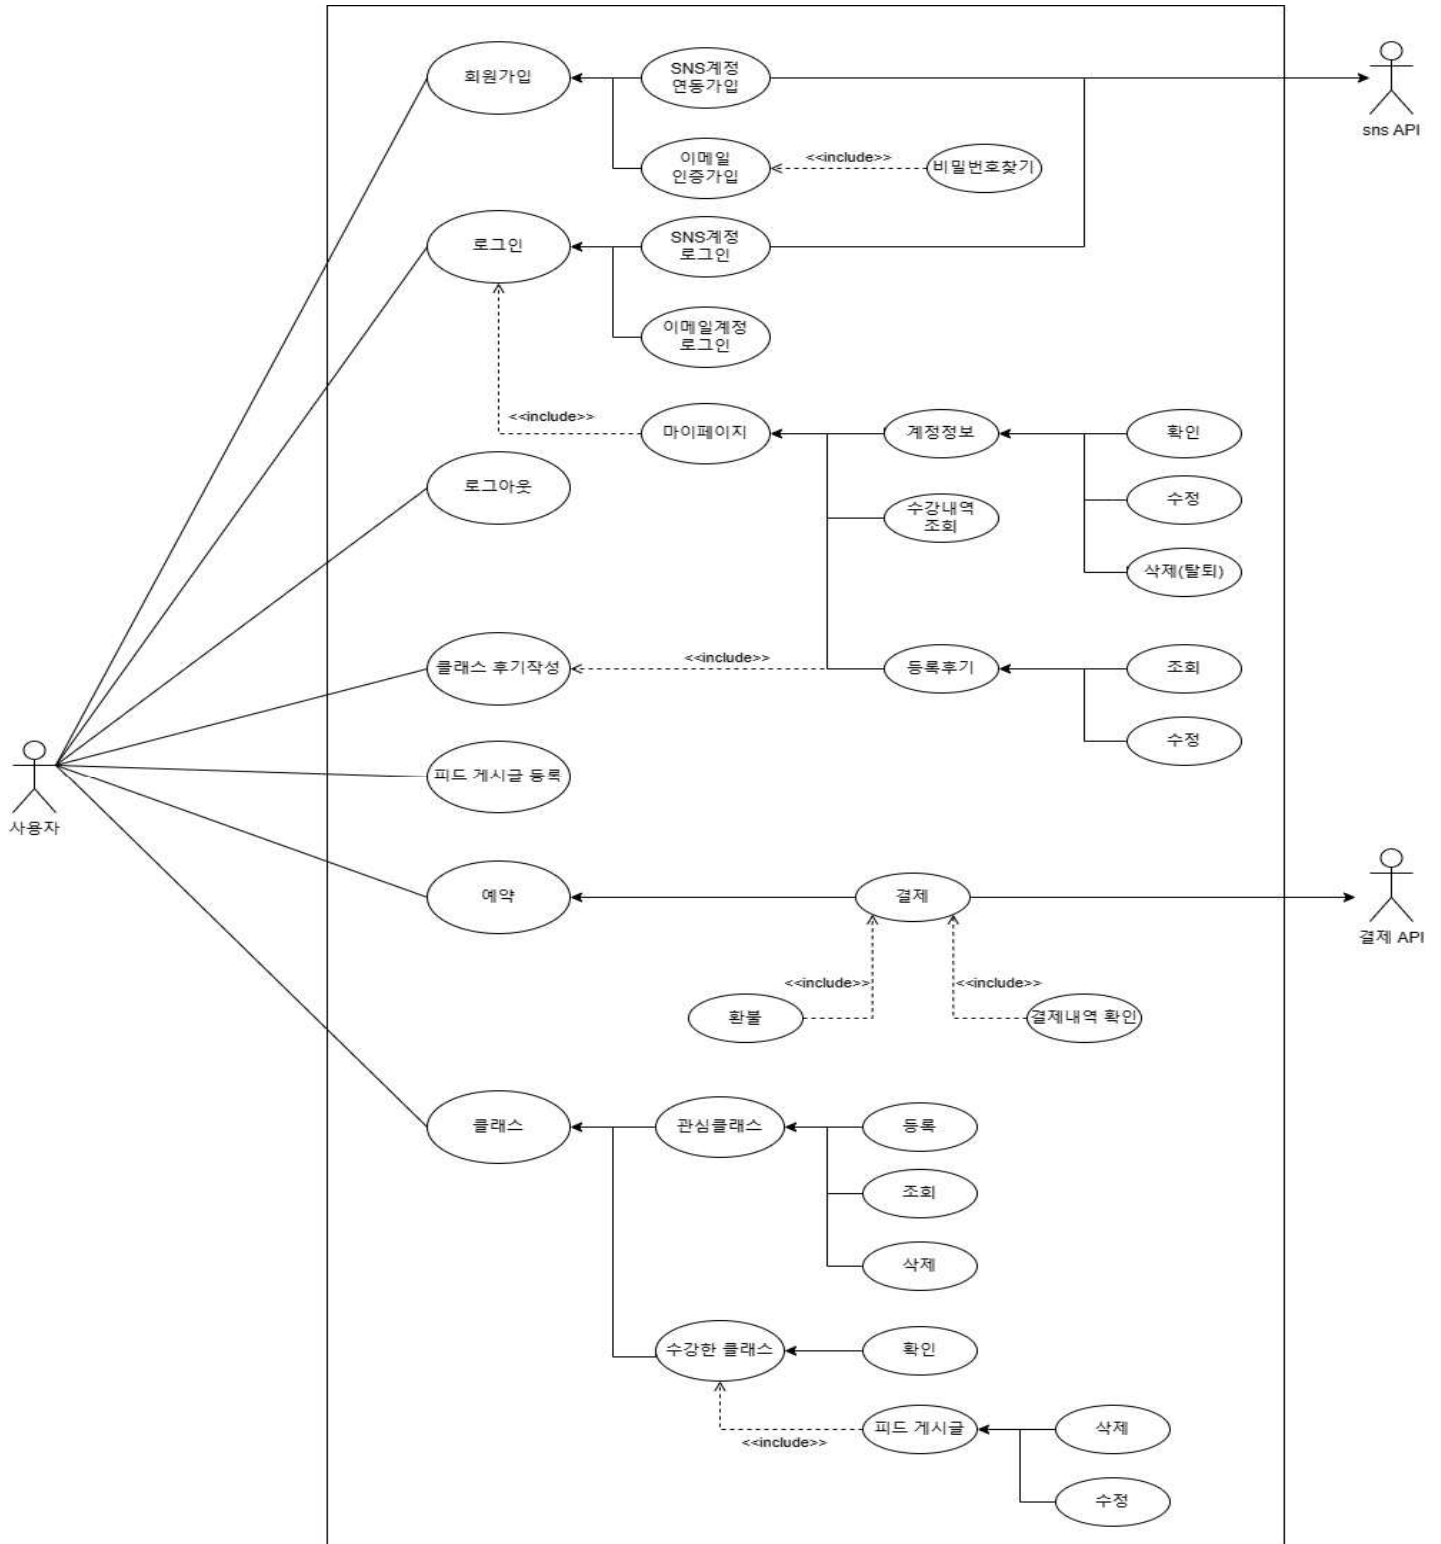 회원가입
SNS계정
연동가입
sns API
이메일
인증가입
<<include>>
비밀번호찾기
로그인
SNS계정
로그인
이메일계정
로그인
<<include>>
마이페이지
계정정보
확인
로그아웃
수강내역
조회
수정
삭제(탈퇴)
클래스 후기작성
<<include>>
등록후기
조회
수정
사용자
피드 게시글 등록
예약
결제
결제 API
<<include>>
<<include>>
환불
결제내역 확인
클래스
관심클래스
등록
조회
삭제
수강한 클래스
확인
<<include>>
피드 게시글
삭제
수정